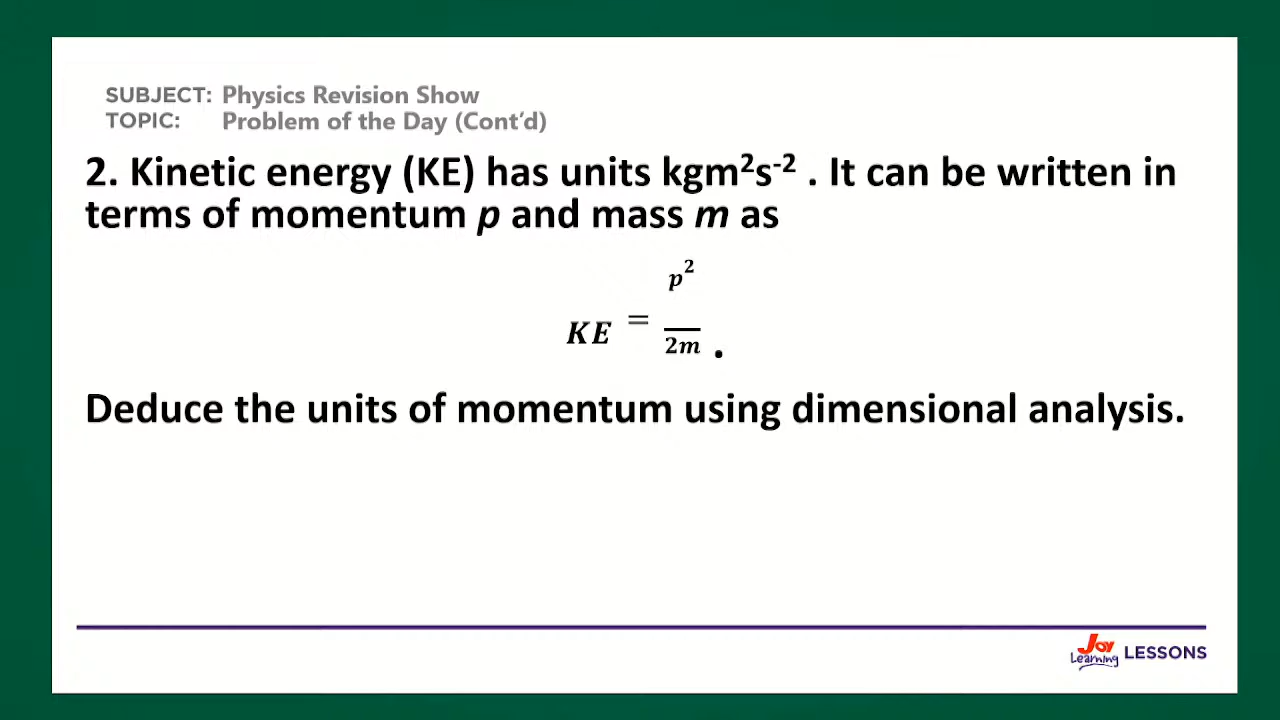 SUBJECT: Physics Revision Show
TOPIC: Problem of the Day (Cont'd)
2. Kinetic energy (KE) has units kgm²s⁻² . It can be written in
terms of momentum p and mass m as
p²
KE =
2m .
Deduce the units of momentum using dimensional analysis.
Joy
Learning LESSONS